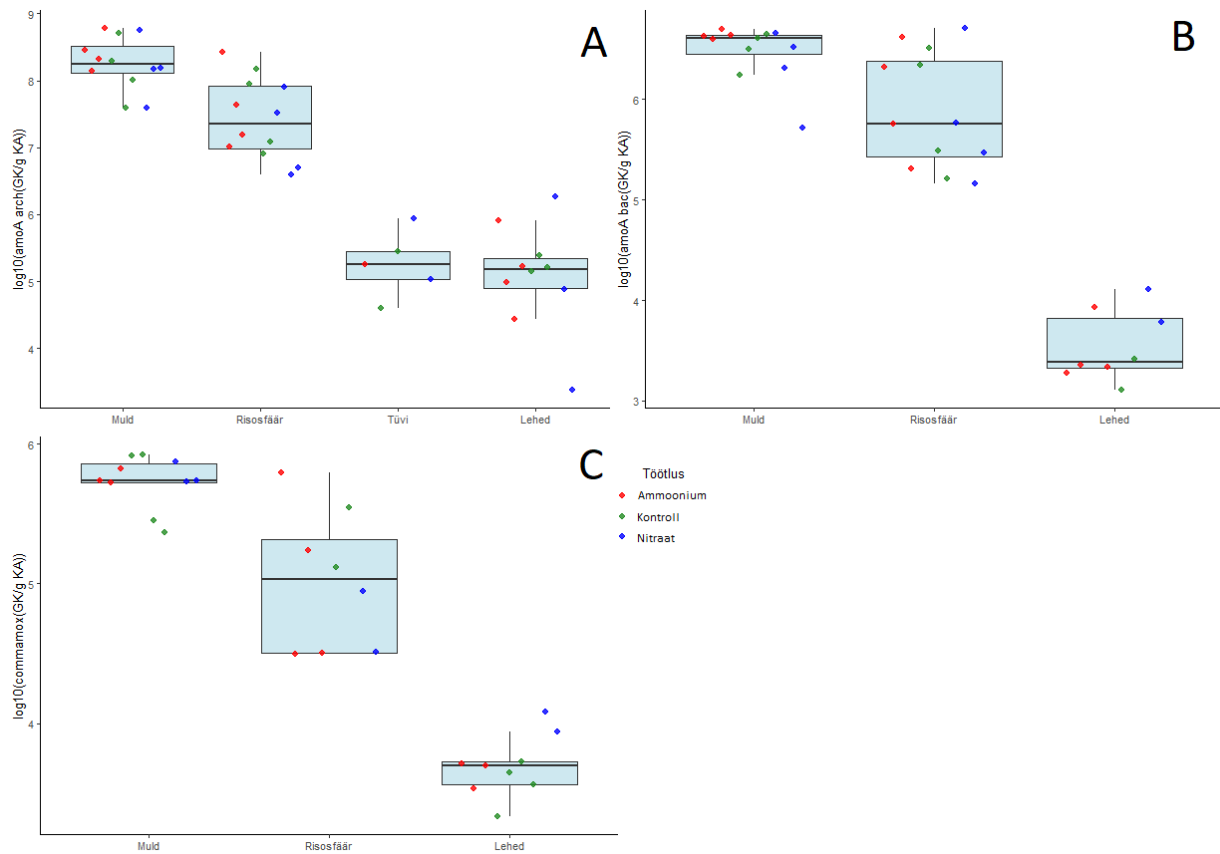 A
log10(amoA arch(GK/g KA))
9
8
7
6
5
4
Muld Risosfäär Tüvi Lehed
B
log10(amoA bac(GK/g KA))
6
5
4
3
Muld Risosfäär Lehed
C
log10(commamox(GK/g KA))
6
5
4
Muld Risosfäär Lehed
Töötlus
Ammoonium
Kontroll
Nitraat